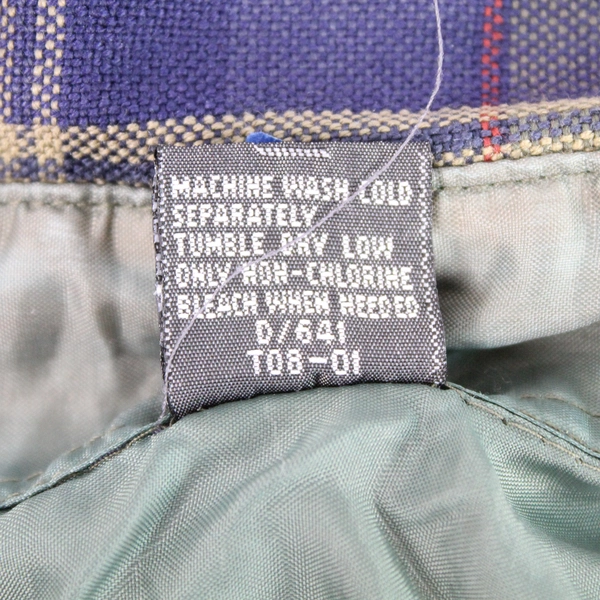 MACHINE WASH COLD
SEPARATELY
TUMBLE DRY LOW
ONLY NON-CHLORINE
BLEACH WHEN NEEDED
D/641
T08-01